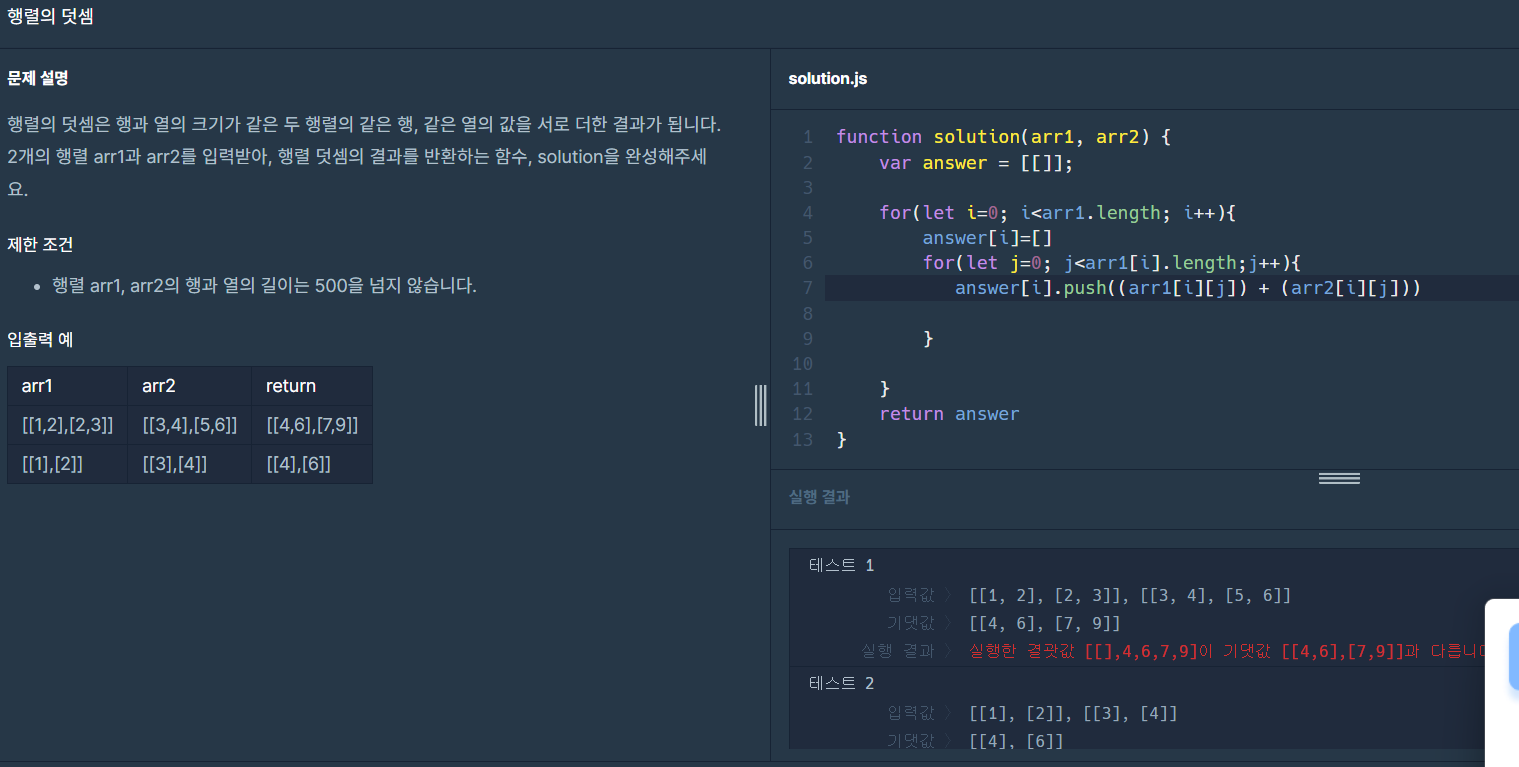 행렬의 덧셈
문제 설명
행렬의 덧셈은 행과 열의 크기가 같은 두 행렬의 같은 행, 같은 열의 값을 서로 더한 결과가 됩니다.
2개의 행렬 arr1과 arr2를 입력받아, 행렬 덧셈의 결과를 반환하는 함수, solution을 완성해주세
요.
제한 조건
• 행렬 arr1, arr2의 행과 열의 길이는 500을 넘지 않습니다.
입출력 예
arr1 arr2 return
[[1,2],[2,3]] [[3,4],[5,6]] [[4,6],[7,9]]
[[1],[2]] [[3],[4]] [[4],[6]]
solution.js
1 function solution(arr1, arr2) {
2 var answer = [[]];
3
4 for(let i=0; i<arr1.length; i++){
5 answer[i]=[]
6 for(let j=0; j<arr1[i].length;j++){
7 answer[i].push((arr1[i][j]) + (arr2[i][j]))
8
9 }
10
11 }
12 return answer
13 }
실행 결과
테스트 1
입력값 〉 [[1, 2], [2, 3]], [[3, 4], [5, 6]]
기댓값 〉 [[4, 6], [7, 9]]
실행 결과 〉 실행한 결괏값 [[],4,6,7,9]이 기댓값 [[4,6],[7,9]]과 다릅니
테스트 2
입력값 〉 [[1], [2]], [[3], [4]]
기댓값 〉 [[4], [6]]